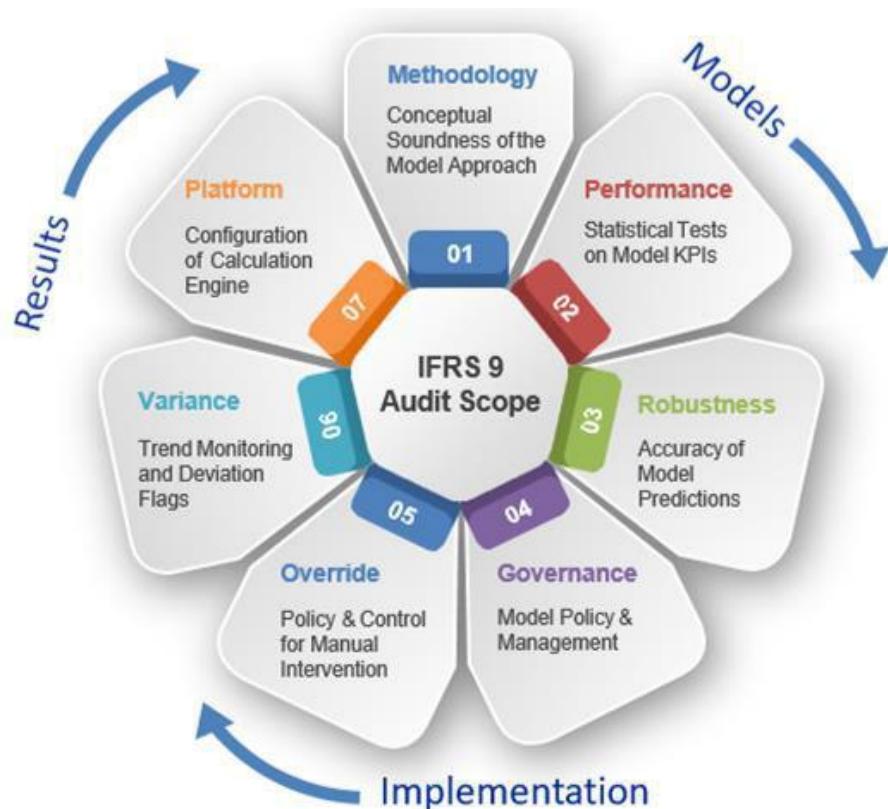 Methodology
Conceptual
Soundness of the
Model Approach
01
Models
Performance
Statistical Tests
on Model KPIs
02
Robustness
Accuracy of
Model
Predictions
03
Governance
Model Policy &
Management
04
Implementation
Override
Policy & Control
for Manual
Intervention
05
Variance
Trend Monitoring
and Deviation
Flags
06
Results
Platform
Configuration
of Calculation
Engine
07
IFRS 9
Audit Scope